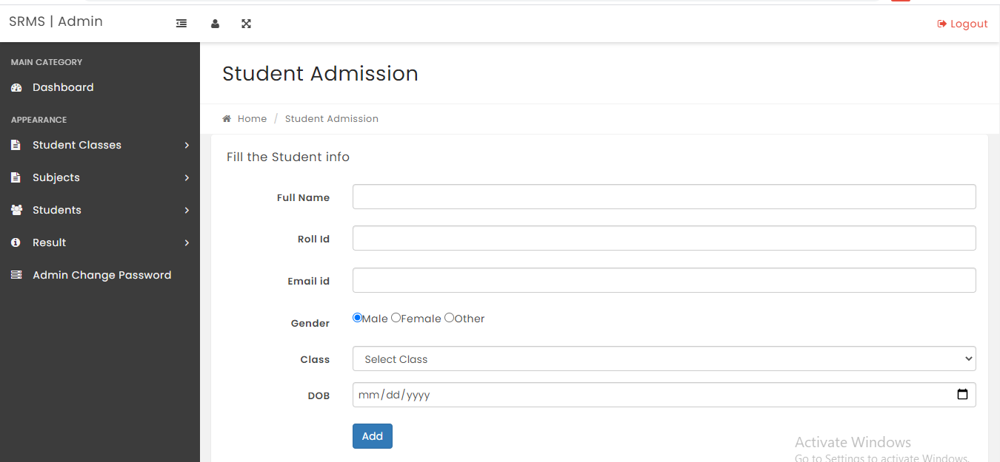 SRMS | Admin
Logout
MAIN CATEGORY
Dashboard
APPEARANCE
Student Classes
Subjects
Students
Result
Admin Change Password
Student Admission
Home / Student Admission
Fill the Student info
Full Name
Roll Id
Email id
Gender Male Female Other
Class Select Class
DOB mm/dd/yyyy
Add
Activate Windows
Go to Settings to activate Windows.